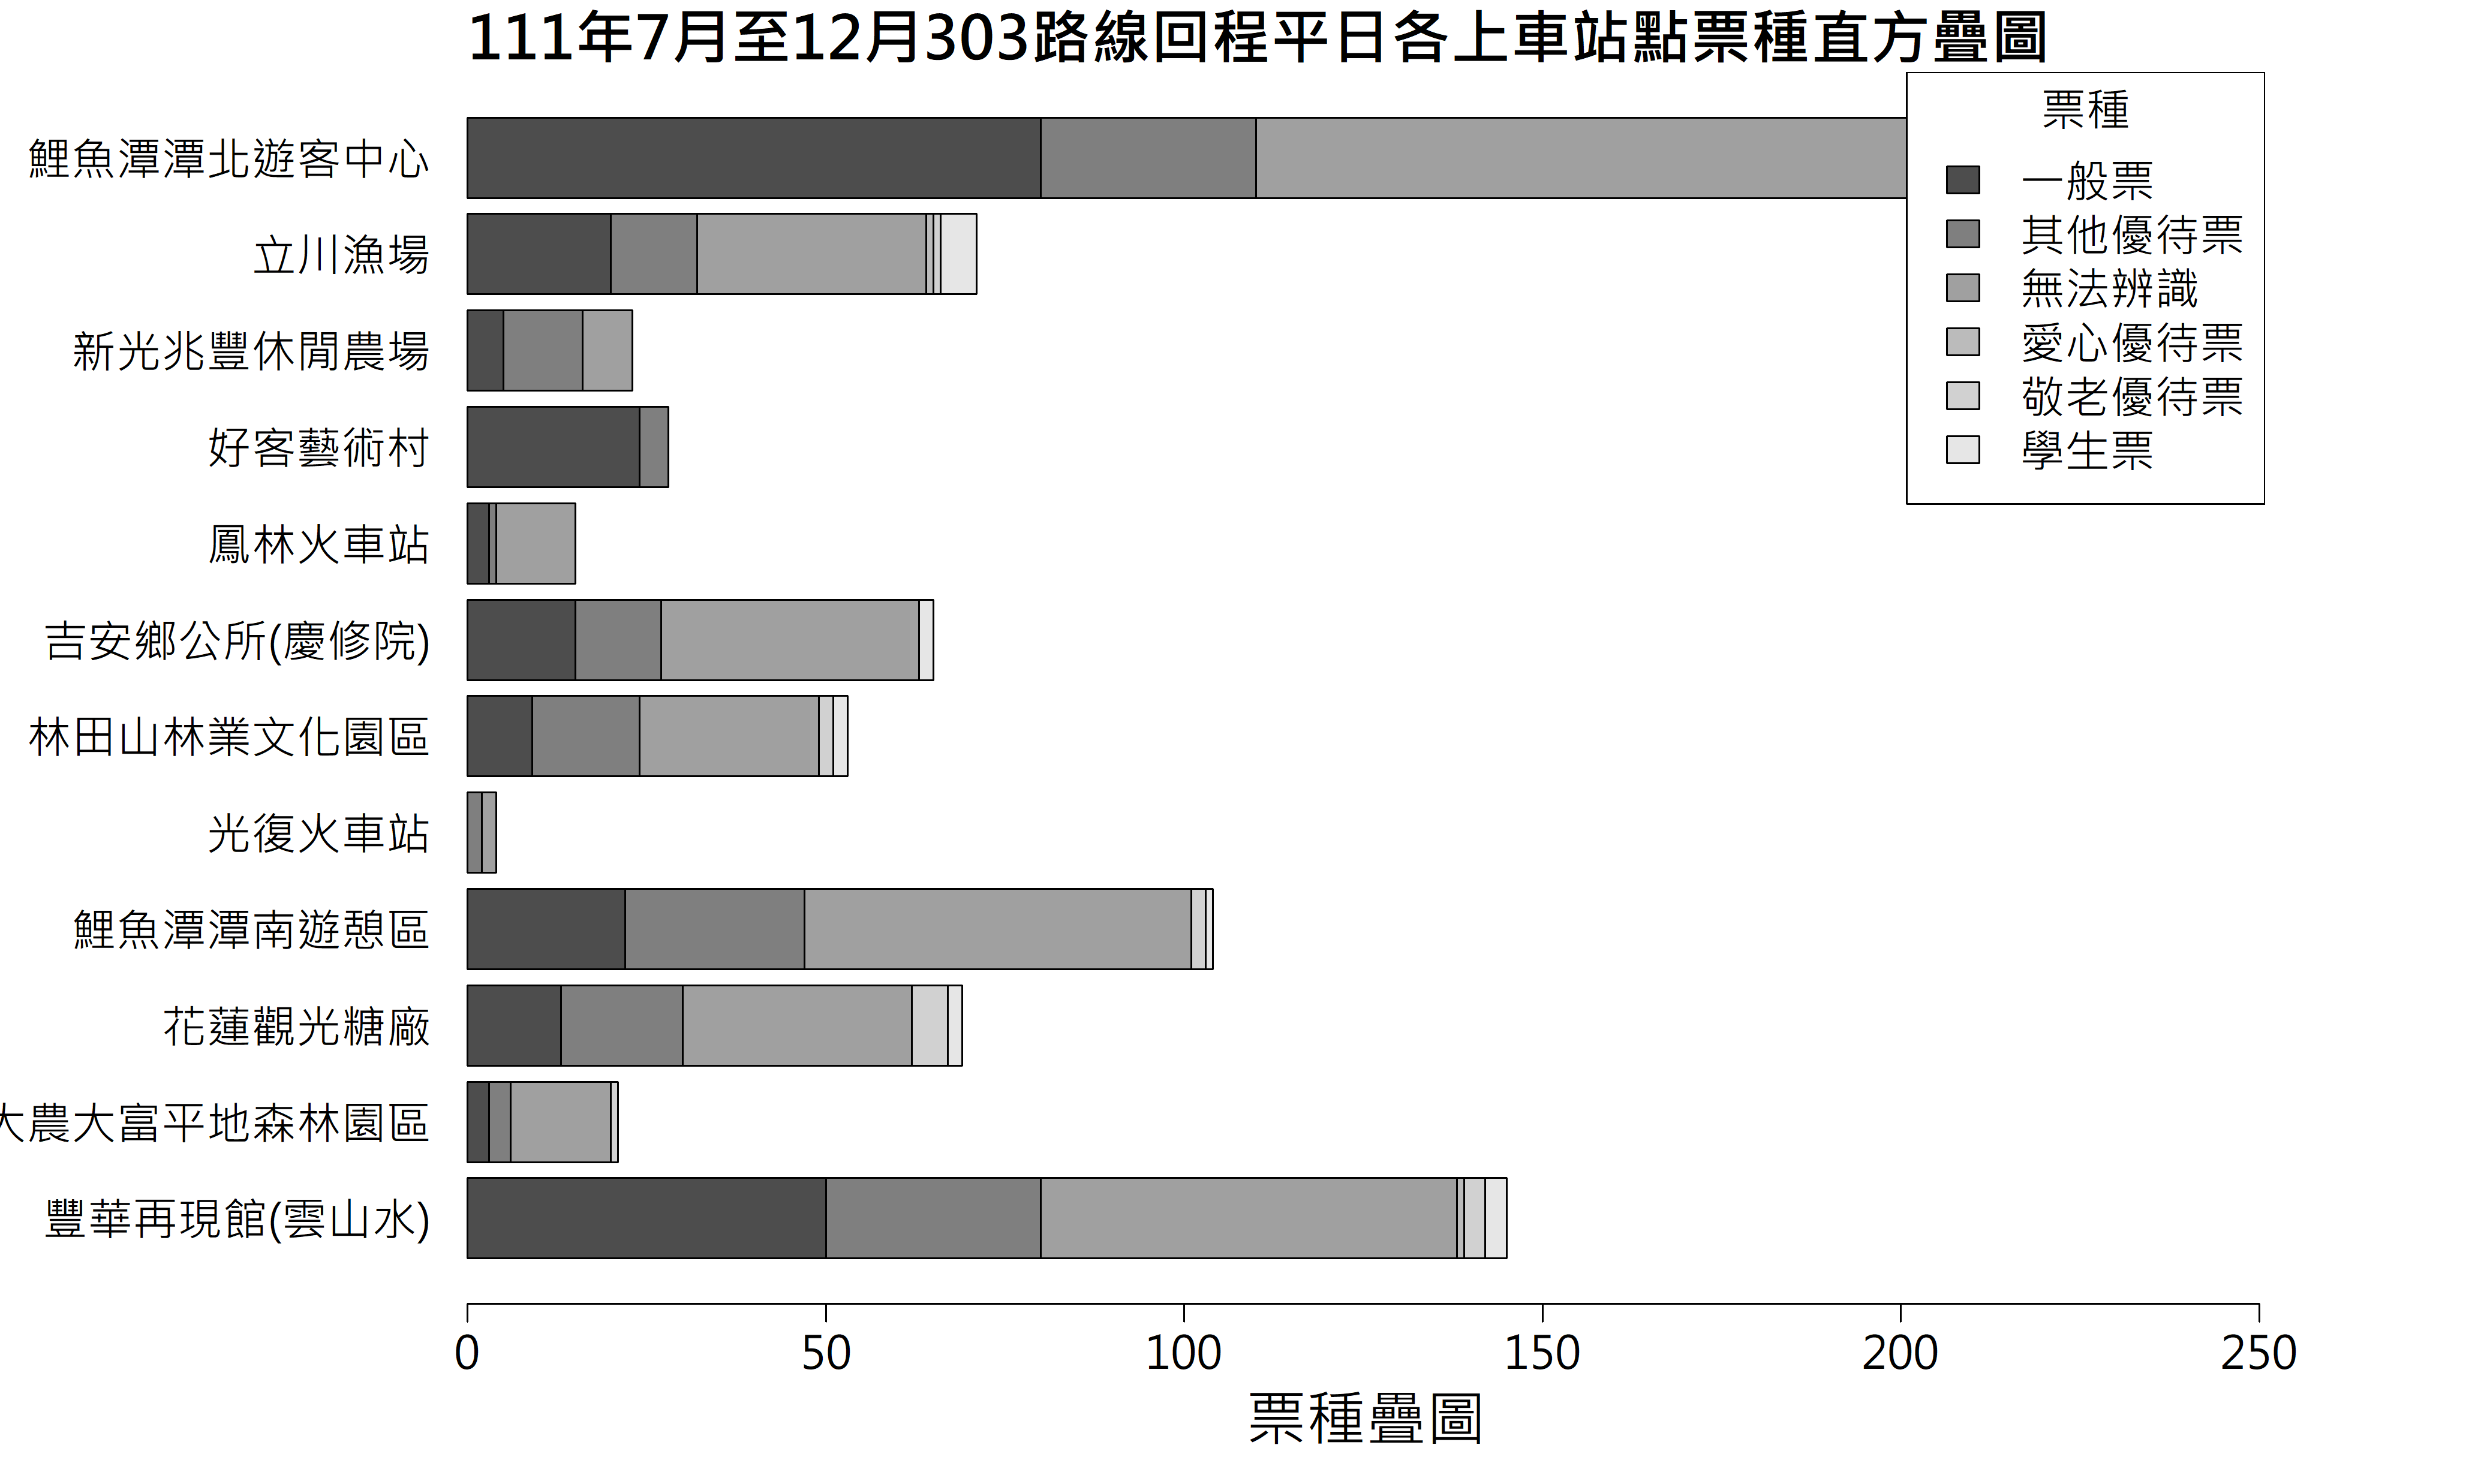 111年7月至12月303路線回程平日各上車站點票種直方疊圖
票種
一般票
其他優待票
無法辨識
愛心優待票
敬老優待票
學生票
鯉魚潭潭北遊客中心
立川漁場
新光兆豐休閒農場
好客藝術村
鳳林火車站
吉安鄉公所(慶修院)
林田山林業文化園區
光復火車站
鯉魚潭潭南遊憩區
花蓮觀光糖廠
大農大富平地森林園區
豐華再現館(雲山水)
0 50 100 150 200 250
票種疊圖